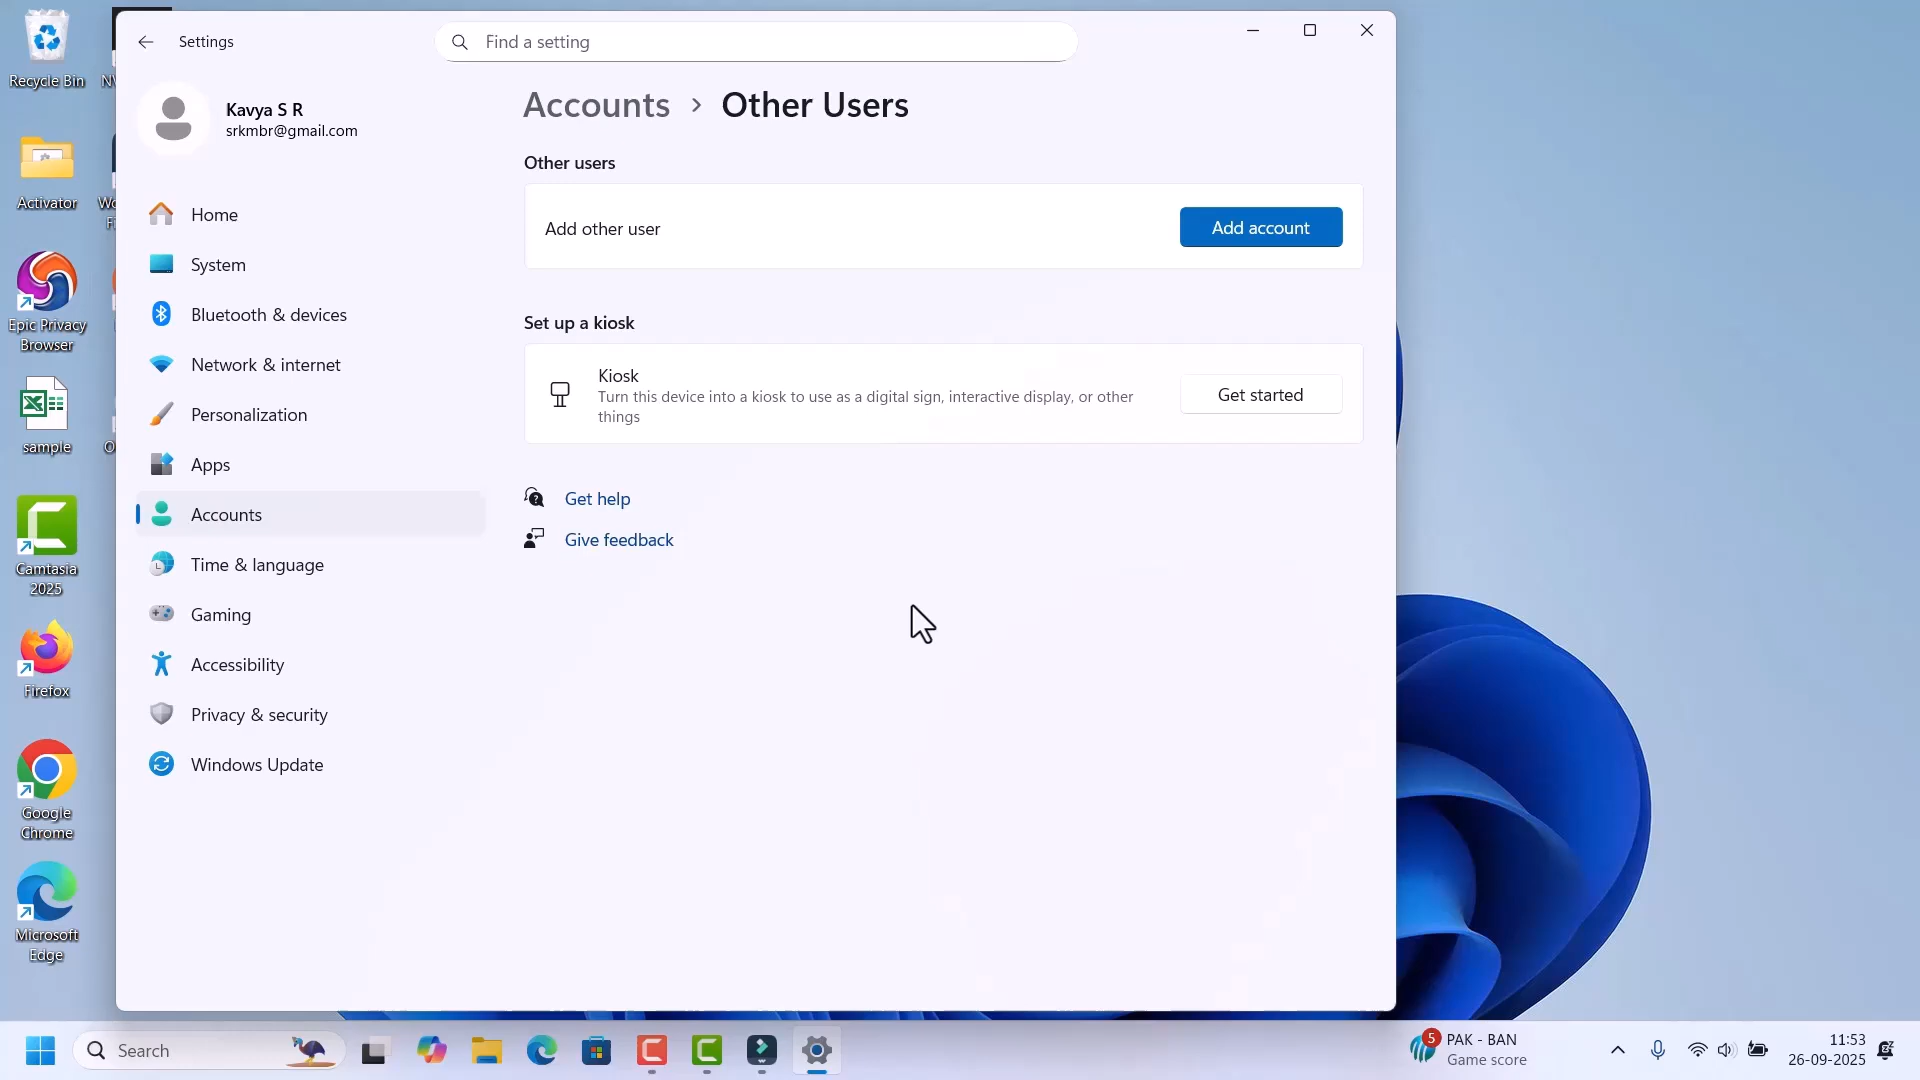 Recycle Bin
Activator
Epic Privacy
Browser
sample
Camtasia
2025
Firefox
Google
Chrome
Microsoft
Edge
Settings
Find a setting
Kavya S R
srkmbr@gmail.com
Home
System
Bluetooth & devices
Network & internet
Personalization
Apps
Accounts
Time & language
Gaming
Accessibility
Privacy & security
Windows Update
Accounts > Other Users
Other users
Add other user
Add account
Set up a kiosk
Kiosk
Turn this device into a kiosk to use as a digital sign, interactive display, or other
things
Get started
Get help
Give feedback
Search
5
PAK - BAN
Game score
11:53
26-09-2025